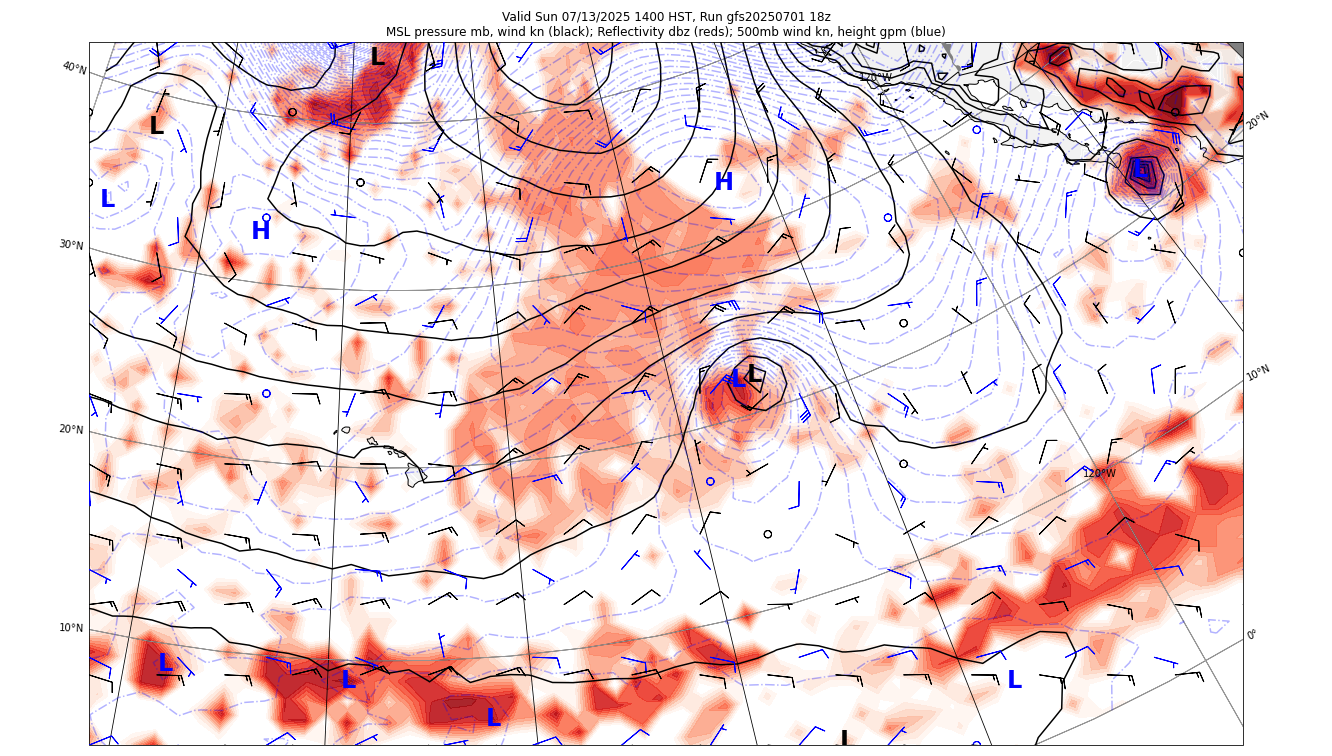 Valid Sun 07/13/2025 1400 HST, Run gfs20250701 18z
MSL pressure mb, wind kn (black); Reflectivity dbz (reds); 500mb wind kn, height gpm (blue)
L
40°N
120°W
20°N
L
L
L
H
H
30°N
L
L
10°N
20°N
120°W
10°N
0°
L
L
L
L
L
L